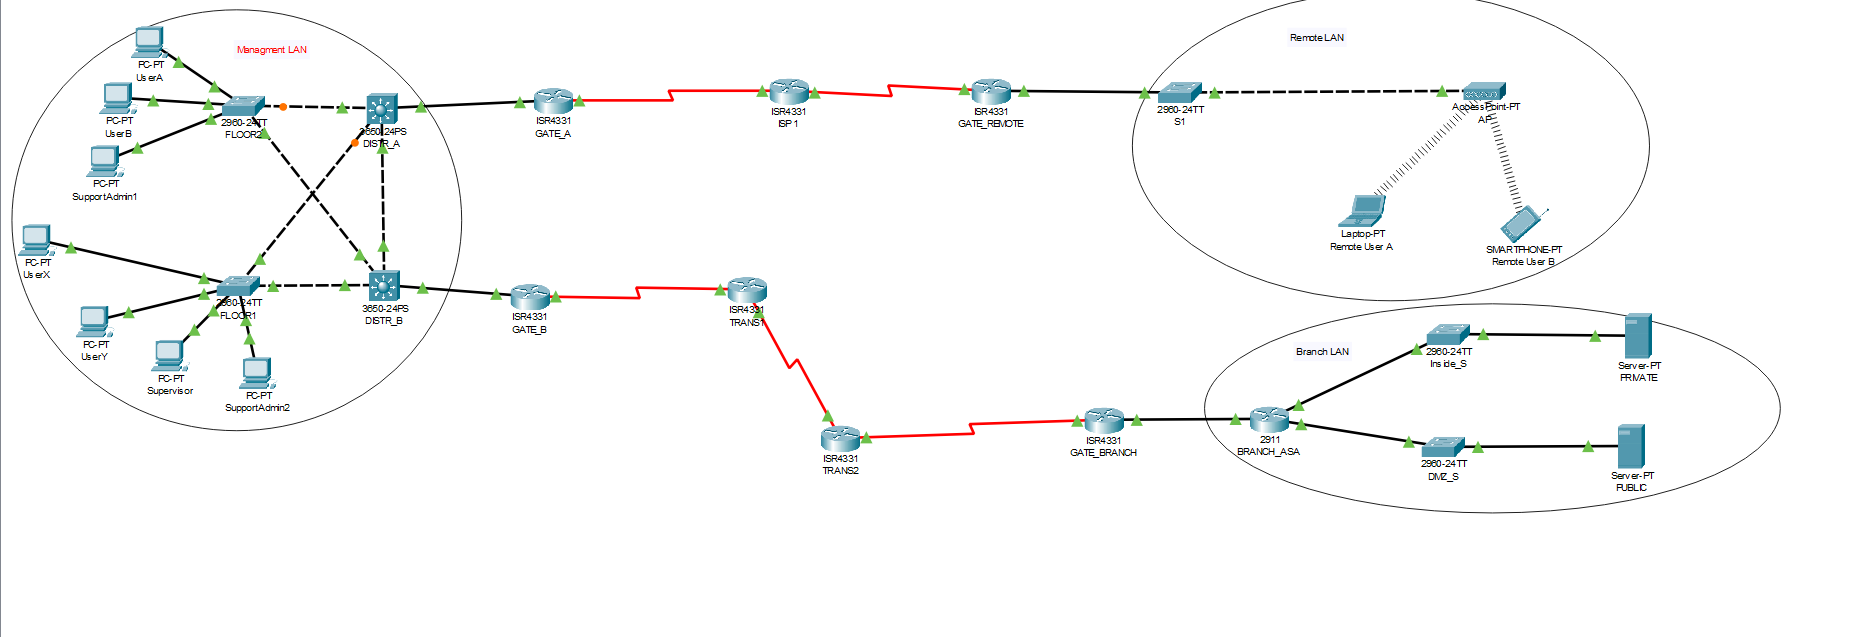 Managment LAN
PC-PT
UserA
PC-PT
UserB
PC-PT
SupportAdmin1
2960-24TT
FLOOR2
3650-24PS
DISTR_A
ISR4331
GATE_A
ISR4331
ISP 1
ISR4331
GATE_REMOTE
Remote LAN
2960-24TT
S1
AccessPoint-PT
AP
Laptop-PT
Remote User A
SMARTPHONE-PT
Remote User B
PC-PT
UserX
PC-PT
UserY
PC-PT
Supervisor
PC-PT
SupportAdmin2
2960-24TT
FLOOR1
3650-24PS
DISTR_B
ISR4331
GATE_B
ISR4331
TRANS1
ISR4331
TRANS2
ISR4331
GATE_BRANCH
Branch LAN
2911
BRANCH_ASA
2960-24TT
Inside_S
Server-PT
PRIVATE
2960-24TT
DMZ_S
Server-PT
PUBLIC